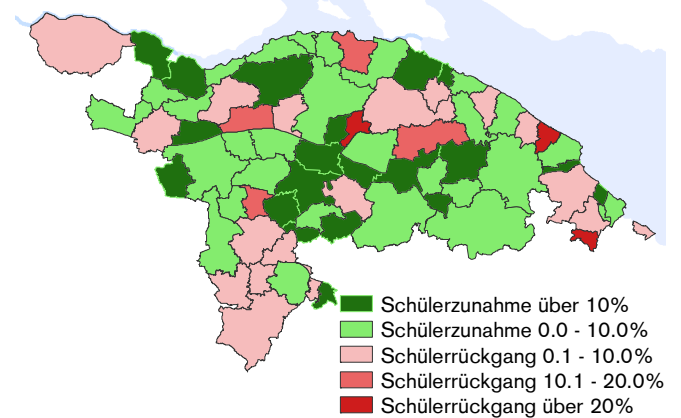 Schülerzunahme über 10%
Schülerzunahme 0.0 - 10.0%
Schülerrückgang 0.1 - 10.0%
Schülerrückgang 10.1 - 20.0%
Schülerrückgang über 20%